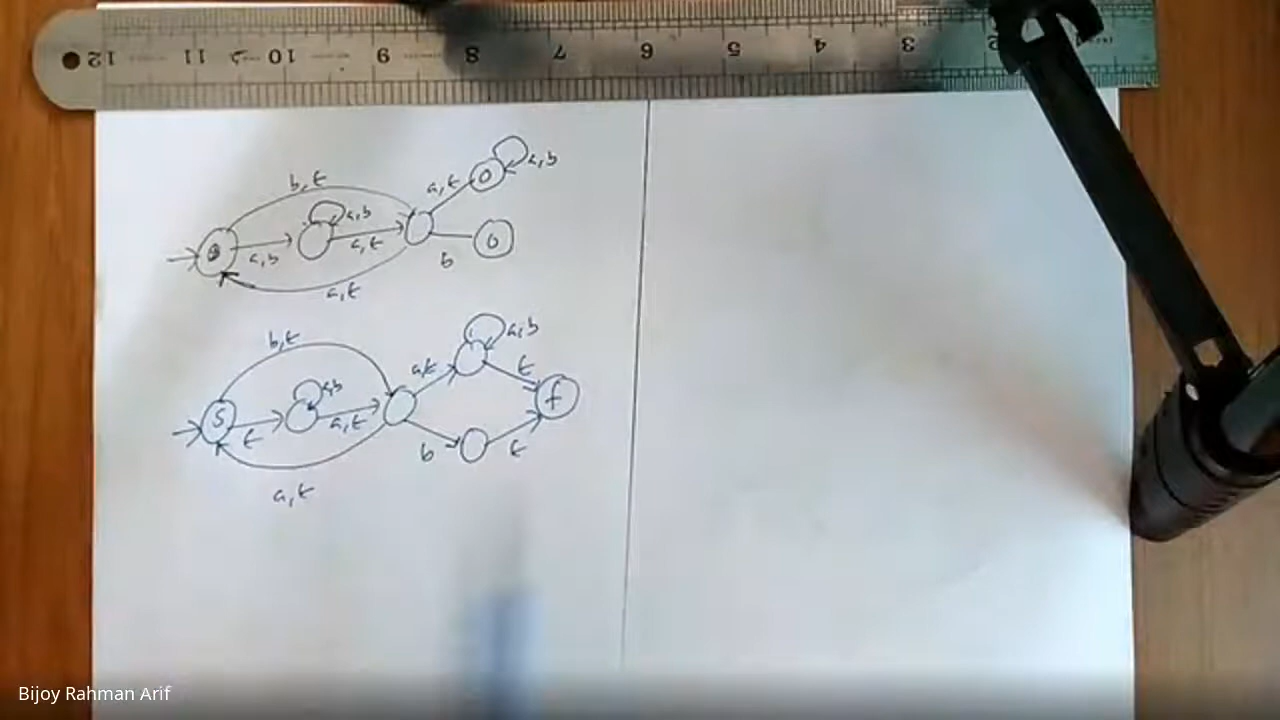 12 11 10 9 8 7 6 5 4 3 2
b, ε
a, b
a, b
a, ε
a, ε
a, ε
a, b
b
b, ε
S
ε
a, b
a, ε
a, ε
a, ε
a, b
ε
b
ε
f
Bijoy Rahman Arif